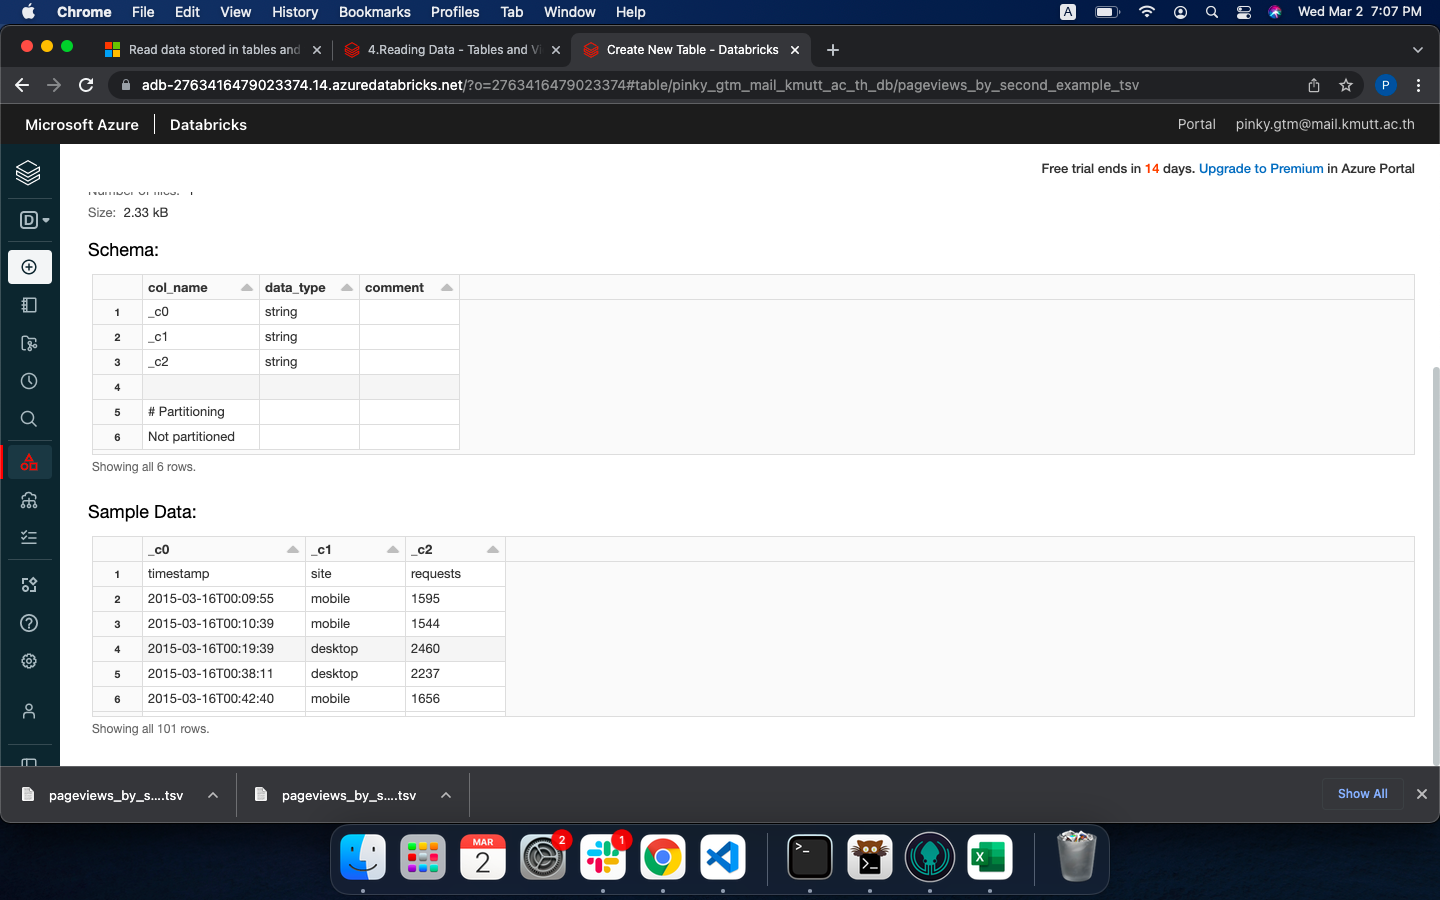 Chrome File Edit View History Bookmarks Profiles Tab Window Help A Wed Mar 2 7:07 PM
Read data stored in tables and 4.Reading Data - Tables and Vi Create New Table - Databricks
adb-2763416479023374.14.azuredatabricks.net/?o=2763416479023374#table/pinky_gtm_mail_kmutt_ac_th_db/pageviews_by_second_example_tsv P
Microsoft Azure Databricks Portal pinky.gtm@mail.kmutt.ac.th
Free trial ends in 14 days. Upgrade to Premium in Azure Portal
Number of files: 1
D
Size: 2.33 kB
Schema:
col_name data_type comment
1 _c0 string
2 _c1 string
3 _c2 string
4
5 # Partitioning
6 Not partitioned
Showing all 6 rows.
Sample Data:
_c0 _c1 _c2
1 timestamp site requests
2 2015-03-16T00:09:55 mobile 1595
3 2015-03-16T00:10:39 mobile 1544
4 2015-03-16T00:19:39 desktop 2460
5 2015-03-16T00:38:11 desktop 2237
6 2015-03-16T00:42:40 mobile 1656
Showing all 101 rows.
pageviews_by_s....tsv pageviews_by_s....tsv Show All
MAR
2
2
1